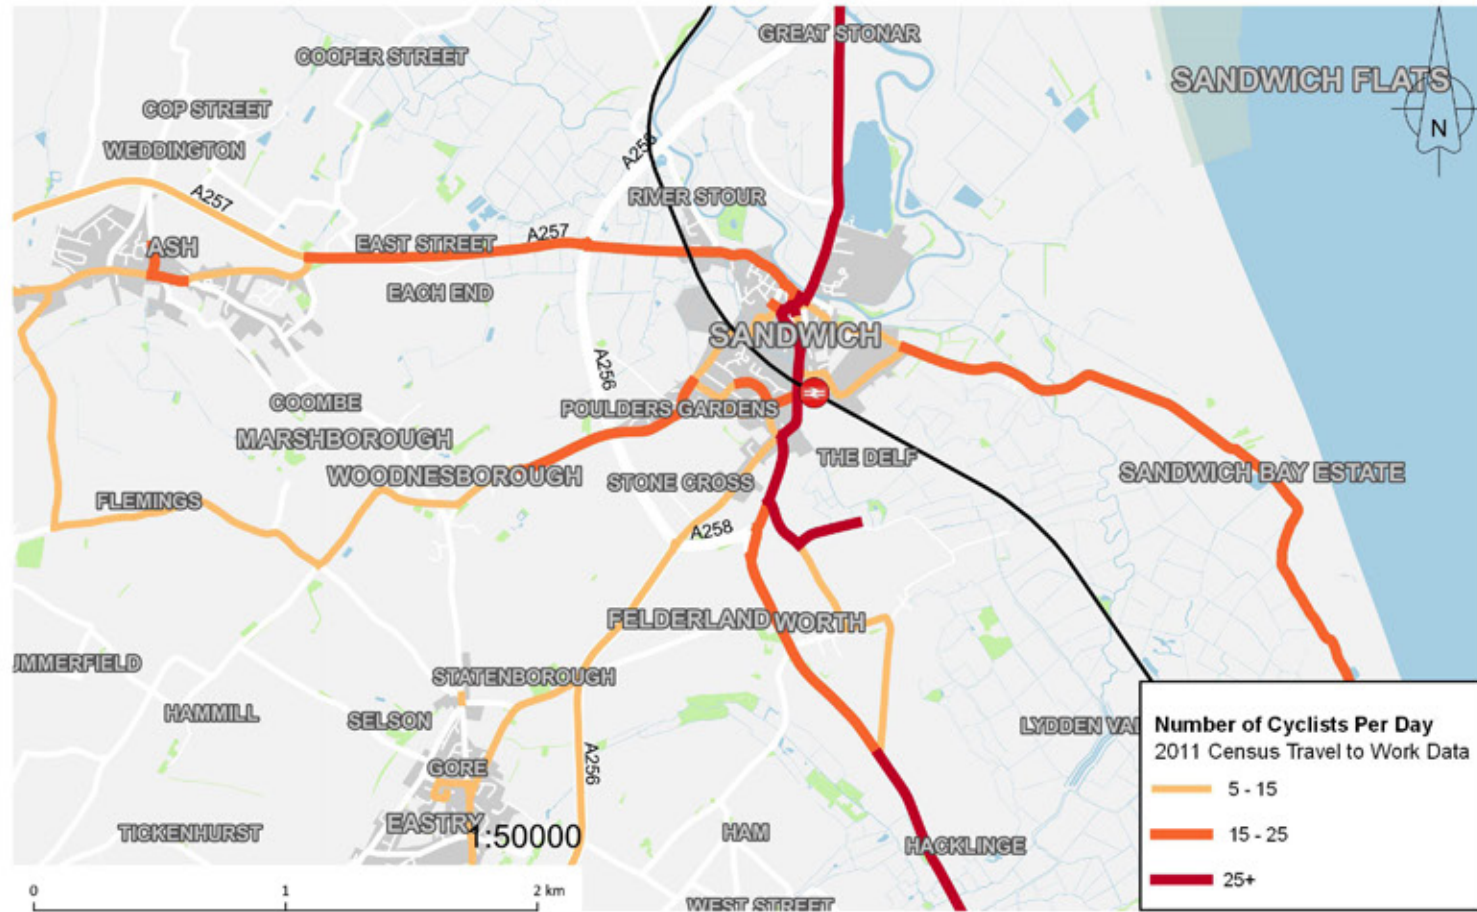 GREAT STONAR
COOPER STREET
SANDWICH FLATS
COP STREET
N
WEDDINGTON
A256
A257
RIVER STOUR
ASH
EAST STREET
A257
EACH END
SANDWICH
A256
COOMBE
POULDERS GARDENS
MARSHBOROUGH
THE DELF
WOODNESBOROUGH
STONE CROSS
SANDWICH BAY ESTATE
FLEMINGS
A258
FELDERLAND
WORTH
UMMERFIELD
STATENBOROUGH
HAMMILL
SELSON
LYDDEN VAL
Number of Cyclists Per Day
2011 Census Travel to Work Data
5 - 15
15 - 25
25+
A256
GORE
EASTRY
1:50000
TICKENHURST
HAM
HACKLINGE
0 1 2 km
WEST STREET